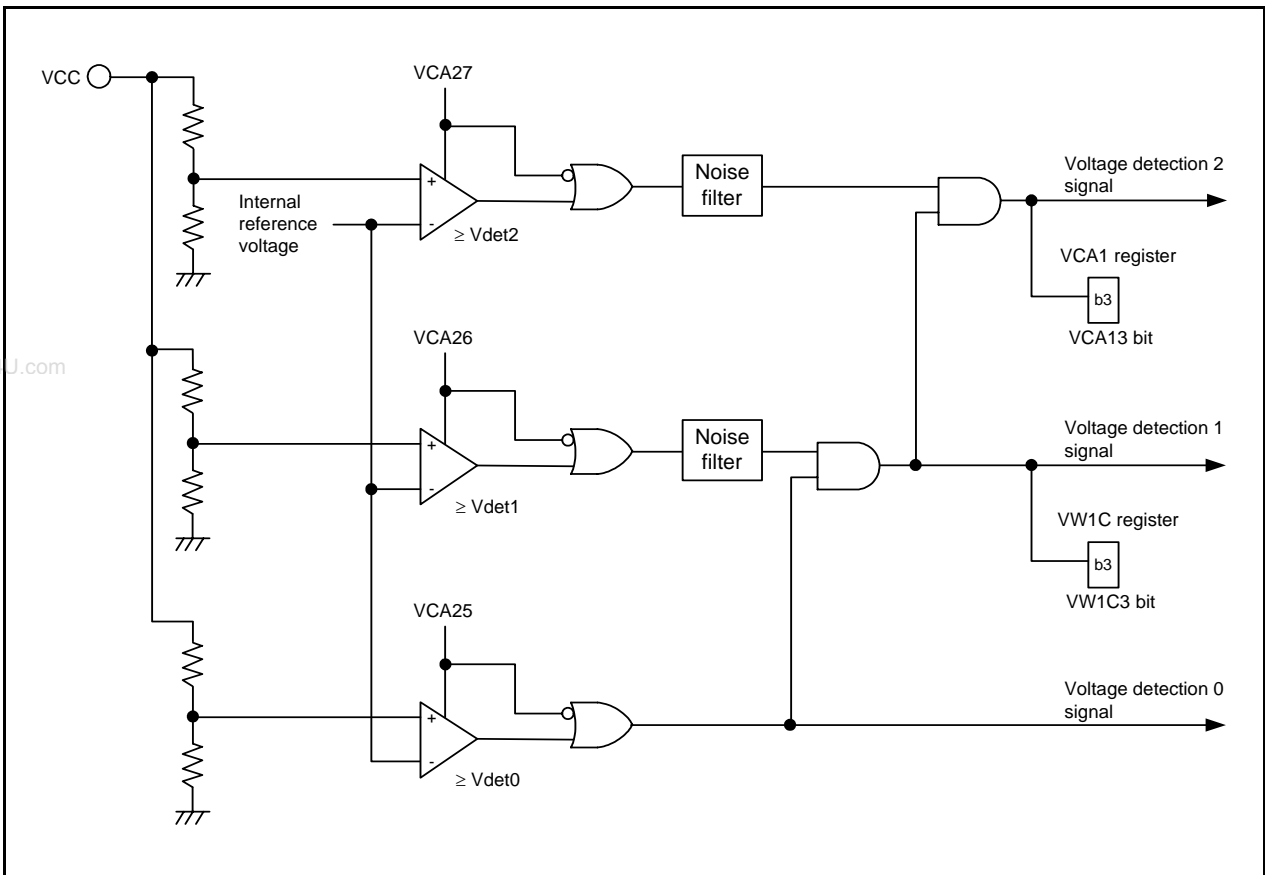 VCC
VCA27
+
-
≥ Vdet2
Internal
reference
voltage
Noise
filter
Voltage detection 2
signal
VCA1 register
b3
VCA13 bit
U.com
VCA26
+
-
≥ Vdet1
Noise
filter
Voltage detection 1
signal
VW1C register
b3
VW1C3 bit
VCA25
+
-
≥ Vdet0
Voltage detection 0
signal